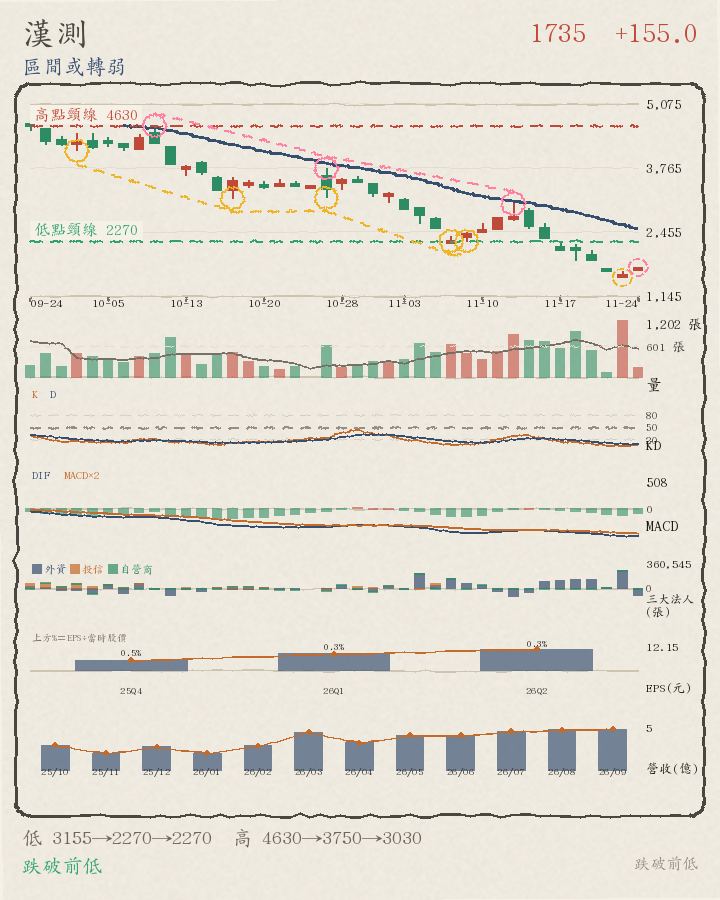 漢測
1735 +155.0
區間或轉弱
高點頸線 4630
低點頸線 2270
5,075
3,765
2,455
1,145
09-24 10-05 10-13 10-20 10-28 11-03 11-10 11-17 11-24
1,202 張
601 張
量
K D
80
50
20
KD
DIF MACD×2
508
0
MACD
外資 投信 自營商
360,545
0
三大法人
(張)
上方%=EPS÷當時股價
0.5% 0.3% 0.3%
12.15
25Q4 26Q1 26Q2
EPS(元)
5
25/10 25/11 25/12 26/01 26/02 26/03 26/04 26/05 26/06 26/07 26/08 26/09
營收(億)
低 3155→2270→2270 高 4630→3750→3030
跌破前低
跌破前低